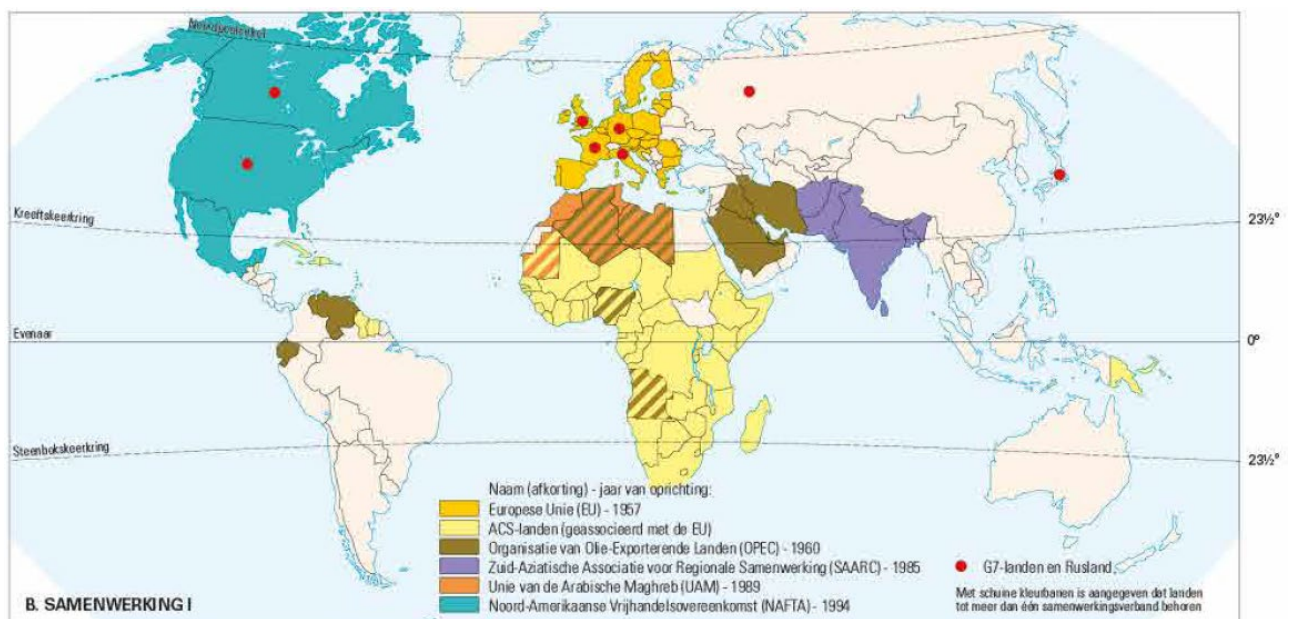 Noordpoolcirkel
Kreeftskeerkring
23½°
Evenaar
0°
Steenbokskeerkring
23½°
Naam (afkorting) - jaar van oprichting:
Europese Unie (EU) - 1957
ACS-landen (geassocieerd met de EU)
Organisatie van Olie-Exporterende Landen (OPEC) - 1960
Zuid-Aziatische Associatie voor Regionale Samenwerking (SAARC) - 1985
Unie van de Arabische Maghreb (UAM) - 1989
Noord-Amerikaanse Vrijhandelsovereenkomst (NAFTA) - 1994
G7-landen en Rusland
Met schuine kleurbanen is aangegeven dat landen
tot meer dan één samenwerkingsverband behoren
B. SAMENWERKING I